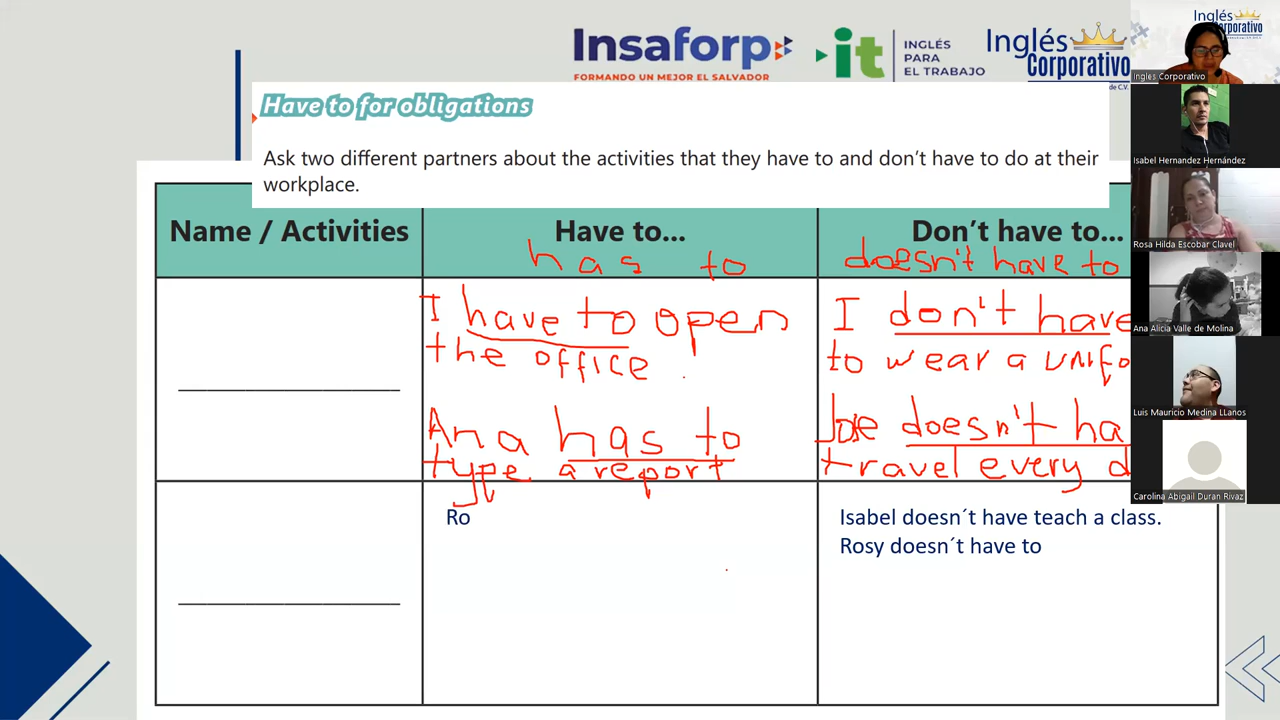 Insaforp
FORMANDO UN MEJOR EL SALVADOR
it
INGLÉS
PARA
EL TRABAJO
Inglés
Corporativo
de C.V.
Inglés
Corporativo
Ingles Corporativo
Isabel Hernandez Hernández
Rosa Hilda Escobar Clavel
Ana Alicia Valle de Molina
Luis Mauricio Medina LLanos
Carolina Abigail Duran Rivaz
Have to for obligations
Ask two different partners about the activities that they have to and don't have to do at their
workplace.
Name / Activities
Have to...
has to
Don't have to...
doesn't have to
I have to open
the office
Ana has to
type a report
I don't have
to wear a unifo
doesn't ha
travel every d
Ro
Isabel doesn´t have teach a class.
Rosy doesn´t have to